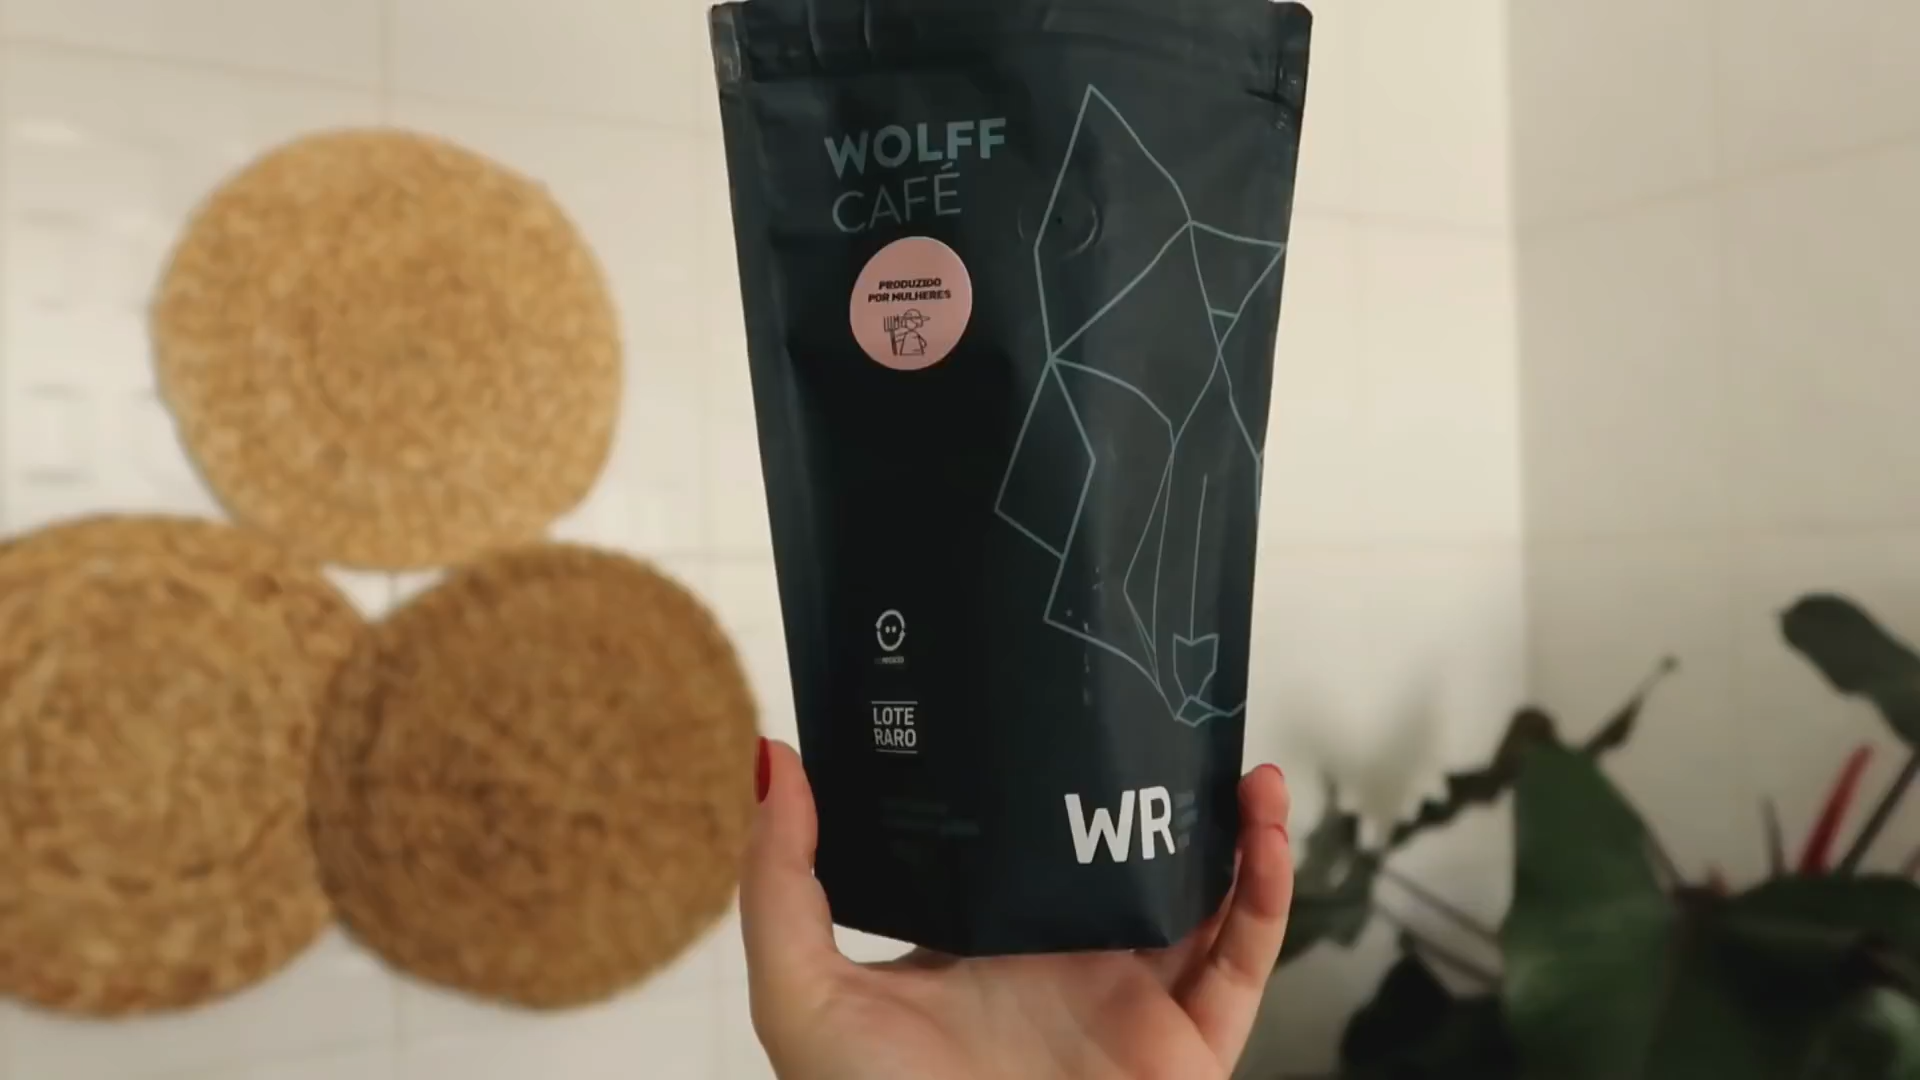 WOLFF
CAFÉ
PRODUZIDO
POR MULHERES
LOTE
RARO
WR